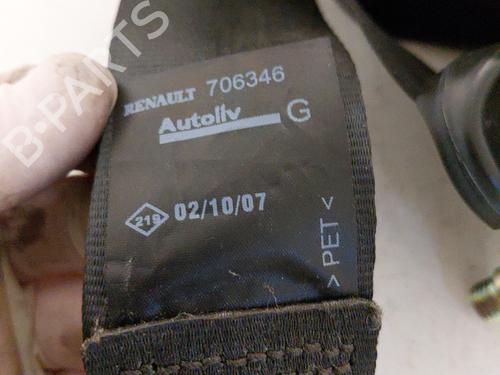 RENAULT 706346
Autoliv G
219 02/10/07
> PET <
B-PARTS